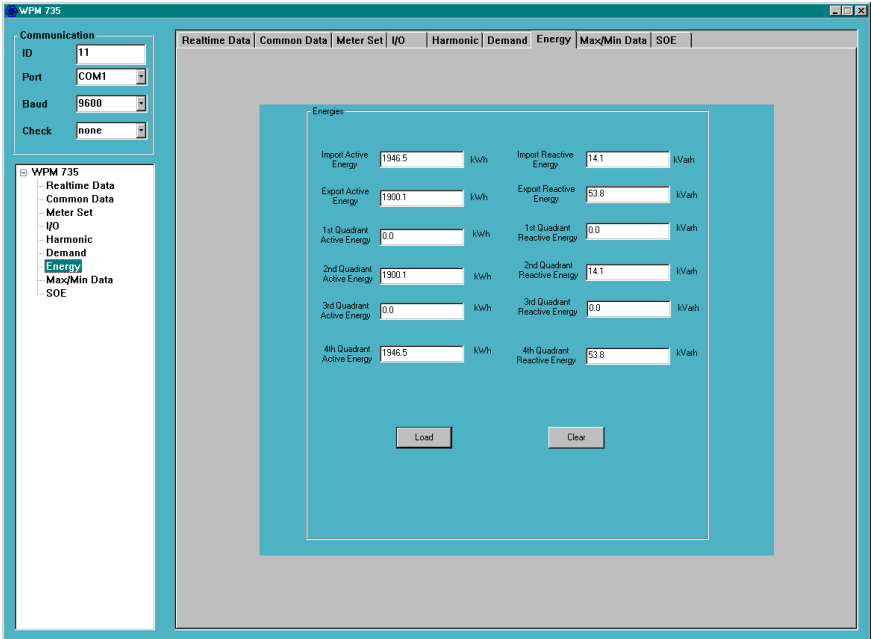 WPM 735
Communication
ID 11
Port COM1
Baud 9600
Check none
WPM 735
Realtime Data
Common Data
Meter Set
I/O
Harmonic
Demand
Energy
Max/Min Data
SOE
Realtime Data Common Data Meter Set I/O Harmonic Demand Energy Max/Min Data SOE
Energies
Import Active
Energy
1946.5 kWh
Import Reactive
Energy
14.1 kVarh
Export Active
Energy
1900.1 kWh
Export Reactive
Energy
53.8 kVarh
1st Quadrant
Active Energy
0.0 kWh
1st Quadrant
Reactive Energy
0.0 kVarh
2nd Quadrant
Active Energy
1900.1 kWh
2nd Quadrant
Reactive Energy
14.1 kVarh
3rd Quadrant
Active Energy
0.0 kWh
3rd Quadrant
Reactive Energy
0.0 kVarh
4th Quadrant
Active Energy
1946.5 kWh
4th Quadrant
Reactive Energy
53.8 kVarh
Load Clear